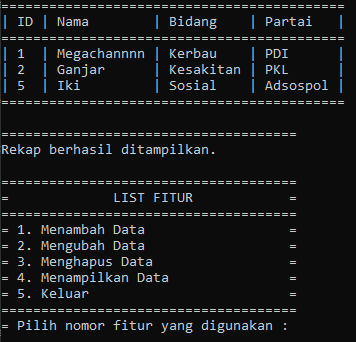 ===========================================
| ID | Nama        | Bidang    | Partai   |
===========================================
| 1  | Megachannnn | Kerbau    | PDI      |
| 2  | Ganjar      | Kesakitan | PKL      |
| 5  | Iki         | Sosial    | Adsospol |
===========================================
=====================================
Rekap berhasil ditampilkan.
=====================================
=             LIST FITUR            =
=====================================
= 1. Menambah Data                  =
= 2. Mengubah Data                  =
= 3. Menghapus Data                 =
= 4. Menampilkan Data               =
= 5. Keluar                         =
=====================================
= Pilih nomor fitur yang digunakan :